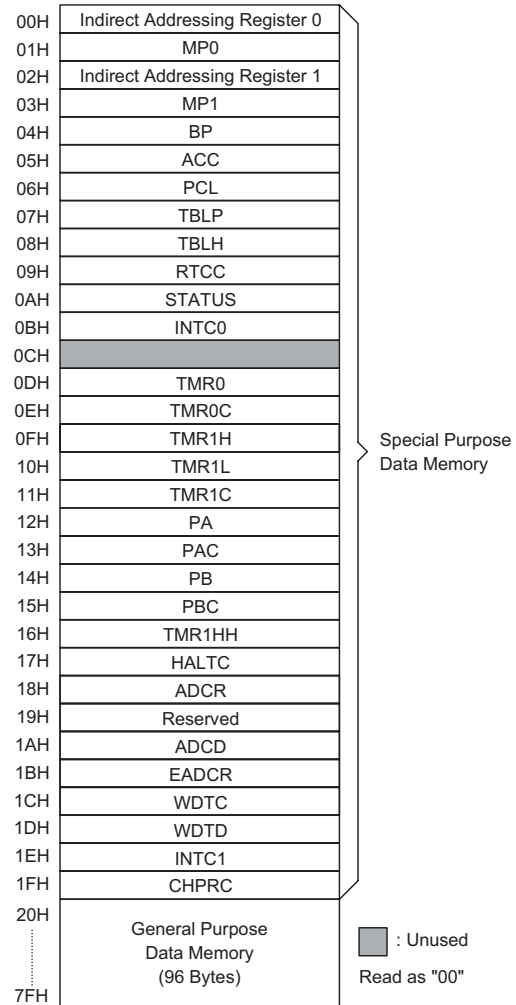 00H Indirect Addressing Register 0
01H MP0
02H Indirect Addressing Register 1
03H MP1
04H BP
05H ACC
06H PCL
07H TBLP
08H TBLH
09H RTCC
0AH STATUS
0BH INTC0
0CH
0DH TMR0
0EH TMR0C
0FH TMR1H
10H TMR1L
11H TMR1C
12H PA
13H PAC
14H PB
15H PBC
16H TMR1HH
17H HALTC
18H ADCR
19H Reserved
1AH ADCD
1BH EADCR
1CH WDTC
1DH WDTD
1EH INTC1
1FH CHPRC
Special Purpose
Data Memory
20H
General Purpose
Data Memory
(96 Bytes)
7FH
: Unused
Read as "00"